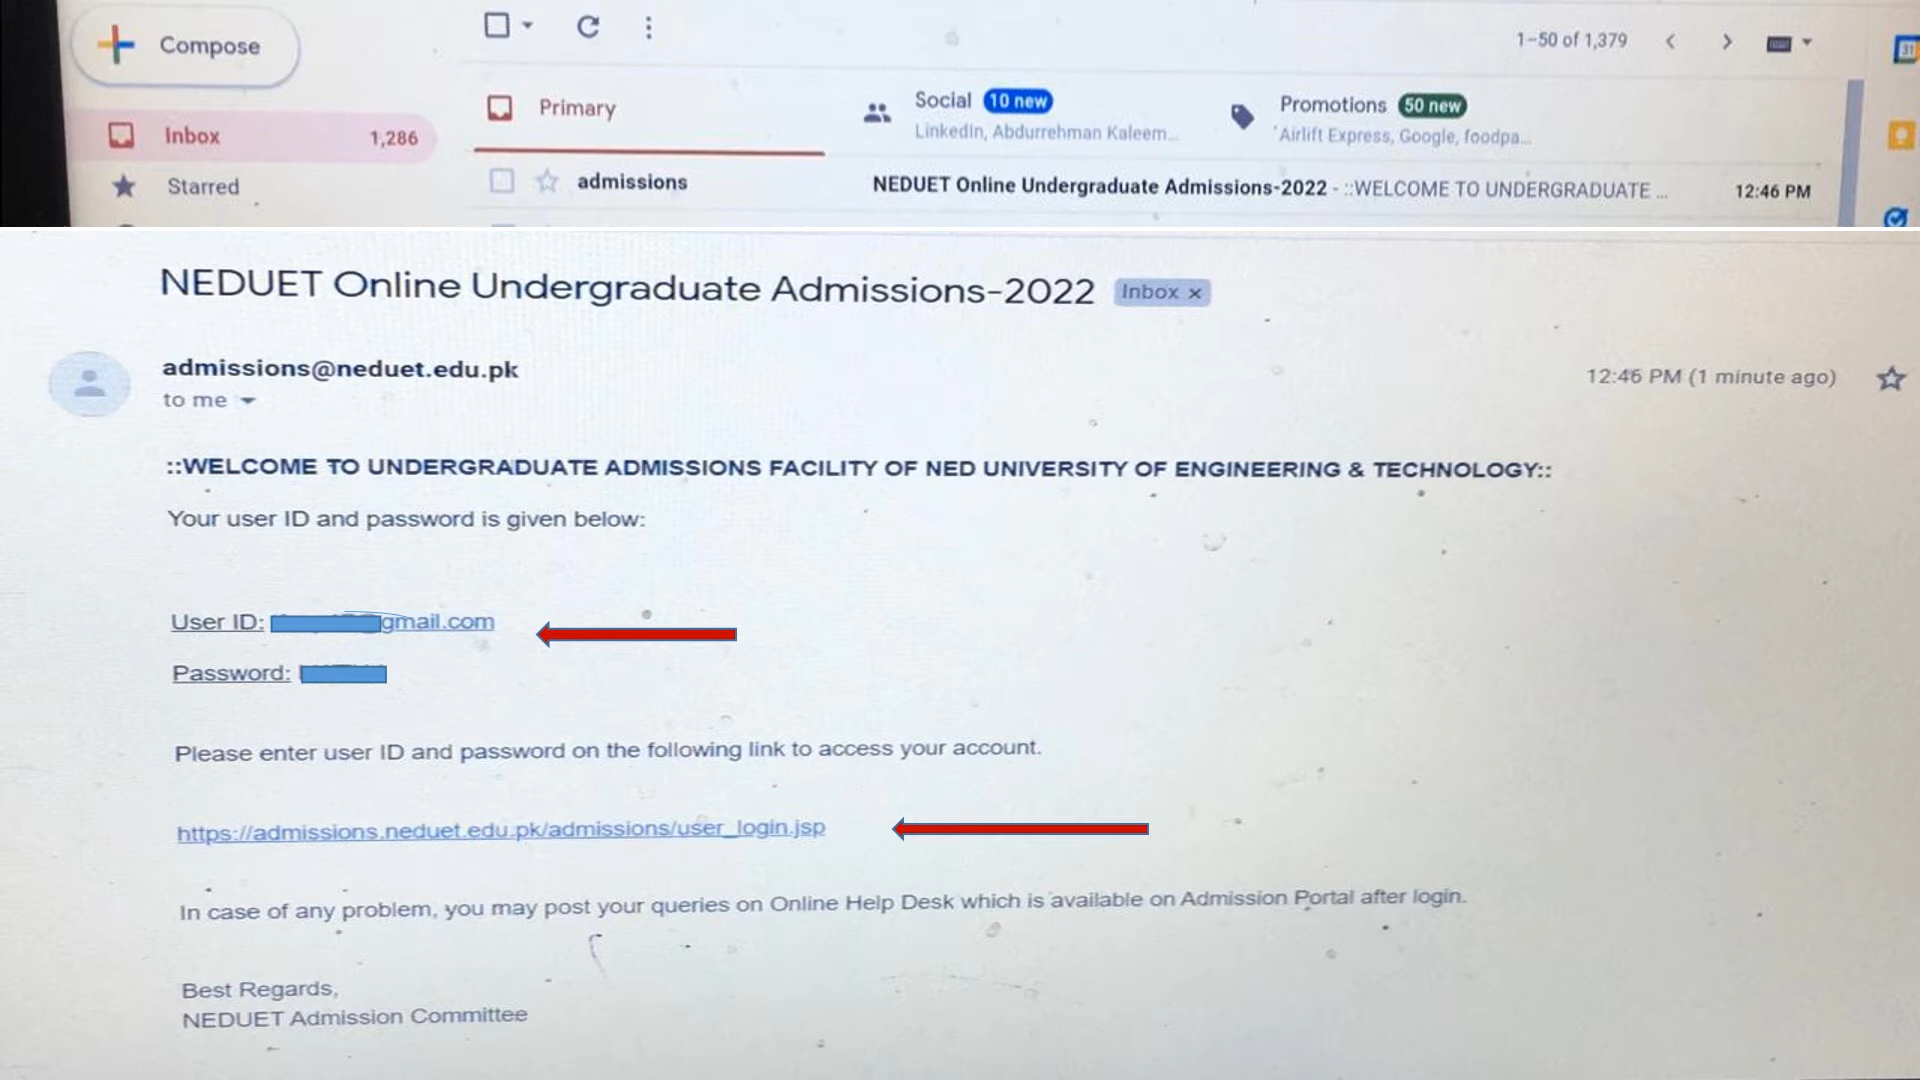 Compose
1–50 of 1,379
31
Primary
Social 10 new
LinkedIn, Abdurrehman Kaleem...
Promotions 50 new
Airlift Express, Google, foodpa...
Inbox 1,286
Starred
admissions NEDUET Online Undergraduate Admissions-2022 - ::WELCOME TO UNDERGRADUATE ... 12:46 PM
NEDUET Online Undergraduate Admissions-2022 Inbox x
admissions@neduet.edu.pk
12:46 PM (1 minute ago)
to me
::WELCOME TO UNDERGRADUATE ADMISSIONS FACILITY OF NED UNIVERSITY OF ENGINEERING & TECHNOLOGY::
Your user ID and password is given below:
User ID: gmail.com
Password:
Please enter user ID and password on the following link to access your account.
https://admissions.neduet.edu.pk/admissions/user_login.jsp
In case of any problem, you may post your queries on Online Help Desk which is available on Admission Portal after login.
Best Regards,
NEDUET Admission Committee